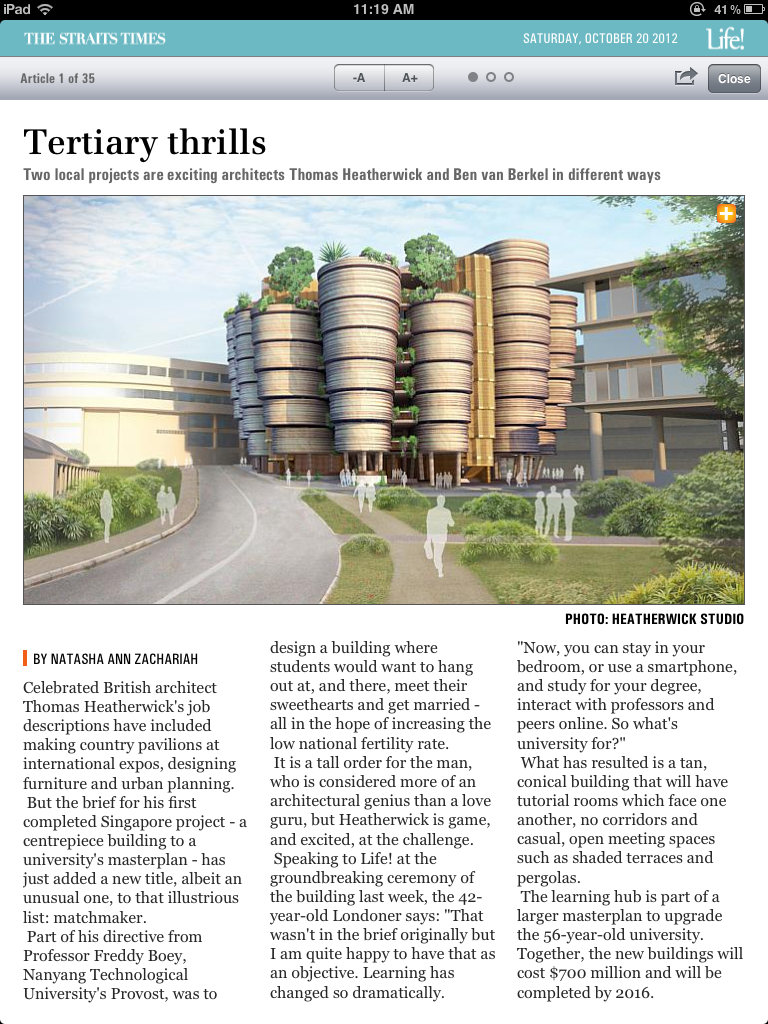 iPad 11:19 AM 41%
THE STRAITS TIMES SATURDAY, OCTOBER 20 2012 Life!
Article 1 of 35 -A A+ Close
Tertiary thrills
Two local projects are exciting architects Thomas Heatherwick and Ben van Berkel in different ways
PHOTO: HEATHERWICK STUDIO
BY NATASHA ANN ZACHARIAH
Celebrated British architect
Thomas Heatherwick's job
descriptions have included
making country pavilions at
international expos, designing
furniture and urban planning.
But the brief for his first
completed Singapore project - a
centrepiece building to a
university's masterplan - has
just added a new title, albeit an
unusual one, to that illustrious
list: matchmaker.
Part of his directive from
Professor Freddy Boey,
Nanyang Technological
University's Provost, was to
design a building where
students would want to hang
out at, and there, meet their
sweethearts and get married -
all in the hope of increasing the
low national fertility rate.
It is a tall order for the man,
who is considered more of an
architectural genius than a love
guru, but Heatherwick is game,
and excited, at the challenge.
Speaking to Life! at the
groundbreaking ceremony of
the building last week, the 42-
year-old Londoner says: "That
wasn't in the brief originally but
I am quite happy to have that as
an objective. Learning has
changed so dramatically.
"Now, you can stay in your
bedroom, or use a smartphone,
and study for your degree,
interact with professors and
peers online. So what's
university for?"
What has resulted is a tan,
conical building that will have
tutorial rooms which face one
another, no corridors and
casual, open meeting spaces
such as shaded terraces and
pergolas.
The learning hub is part of a
larger masterplan to upgrade
the 56-year-old university.
Together, the new buildings will
cost $700 million and will be
completed by 2016.